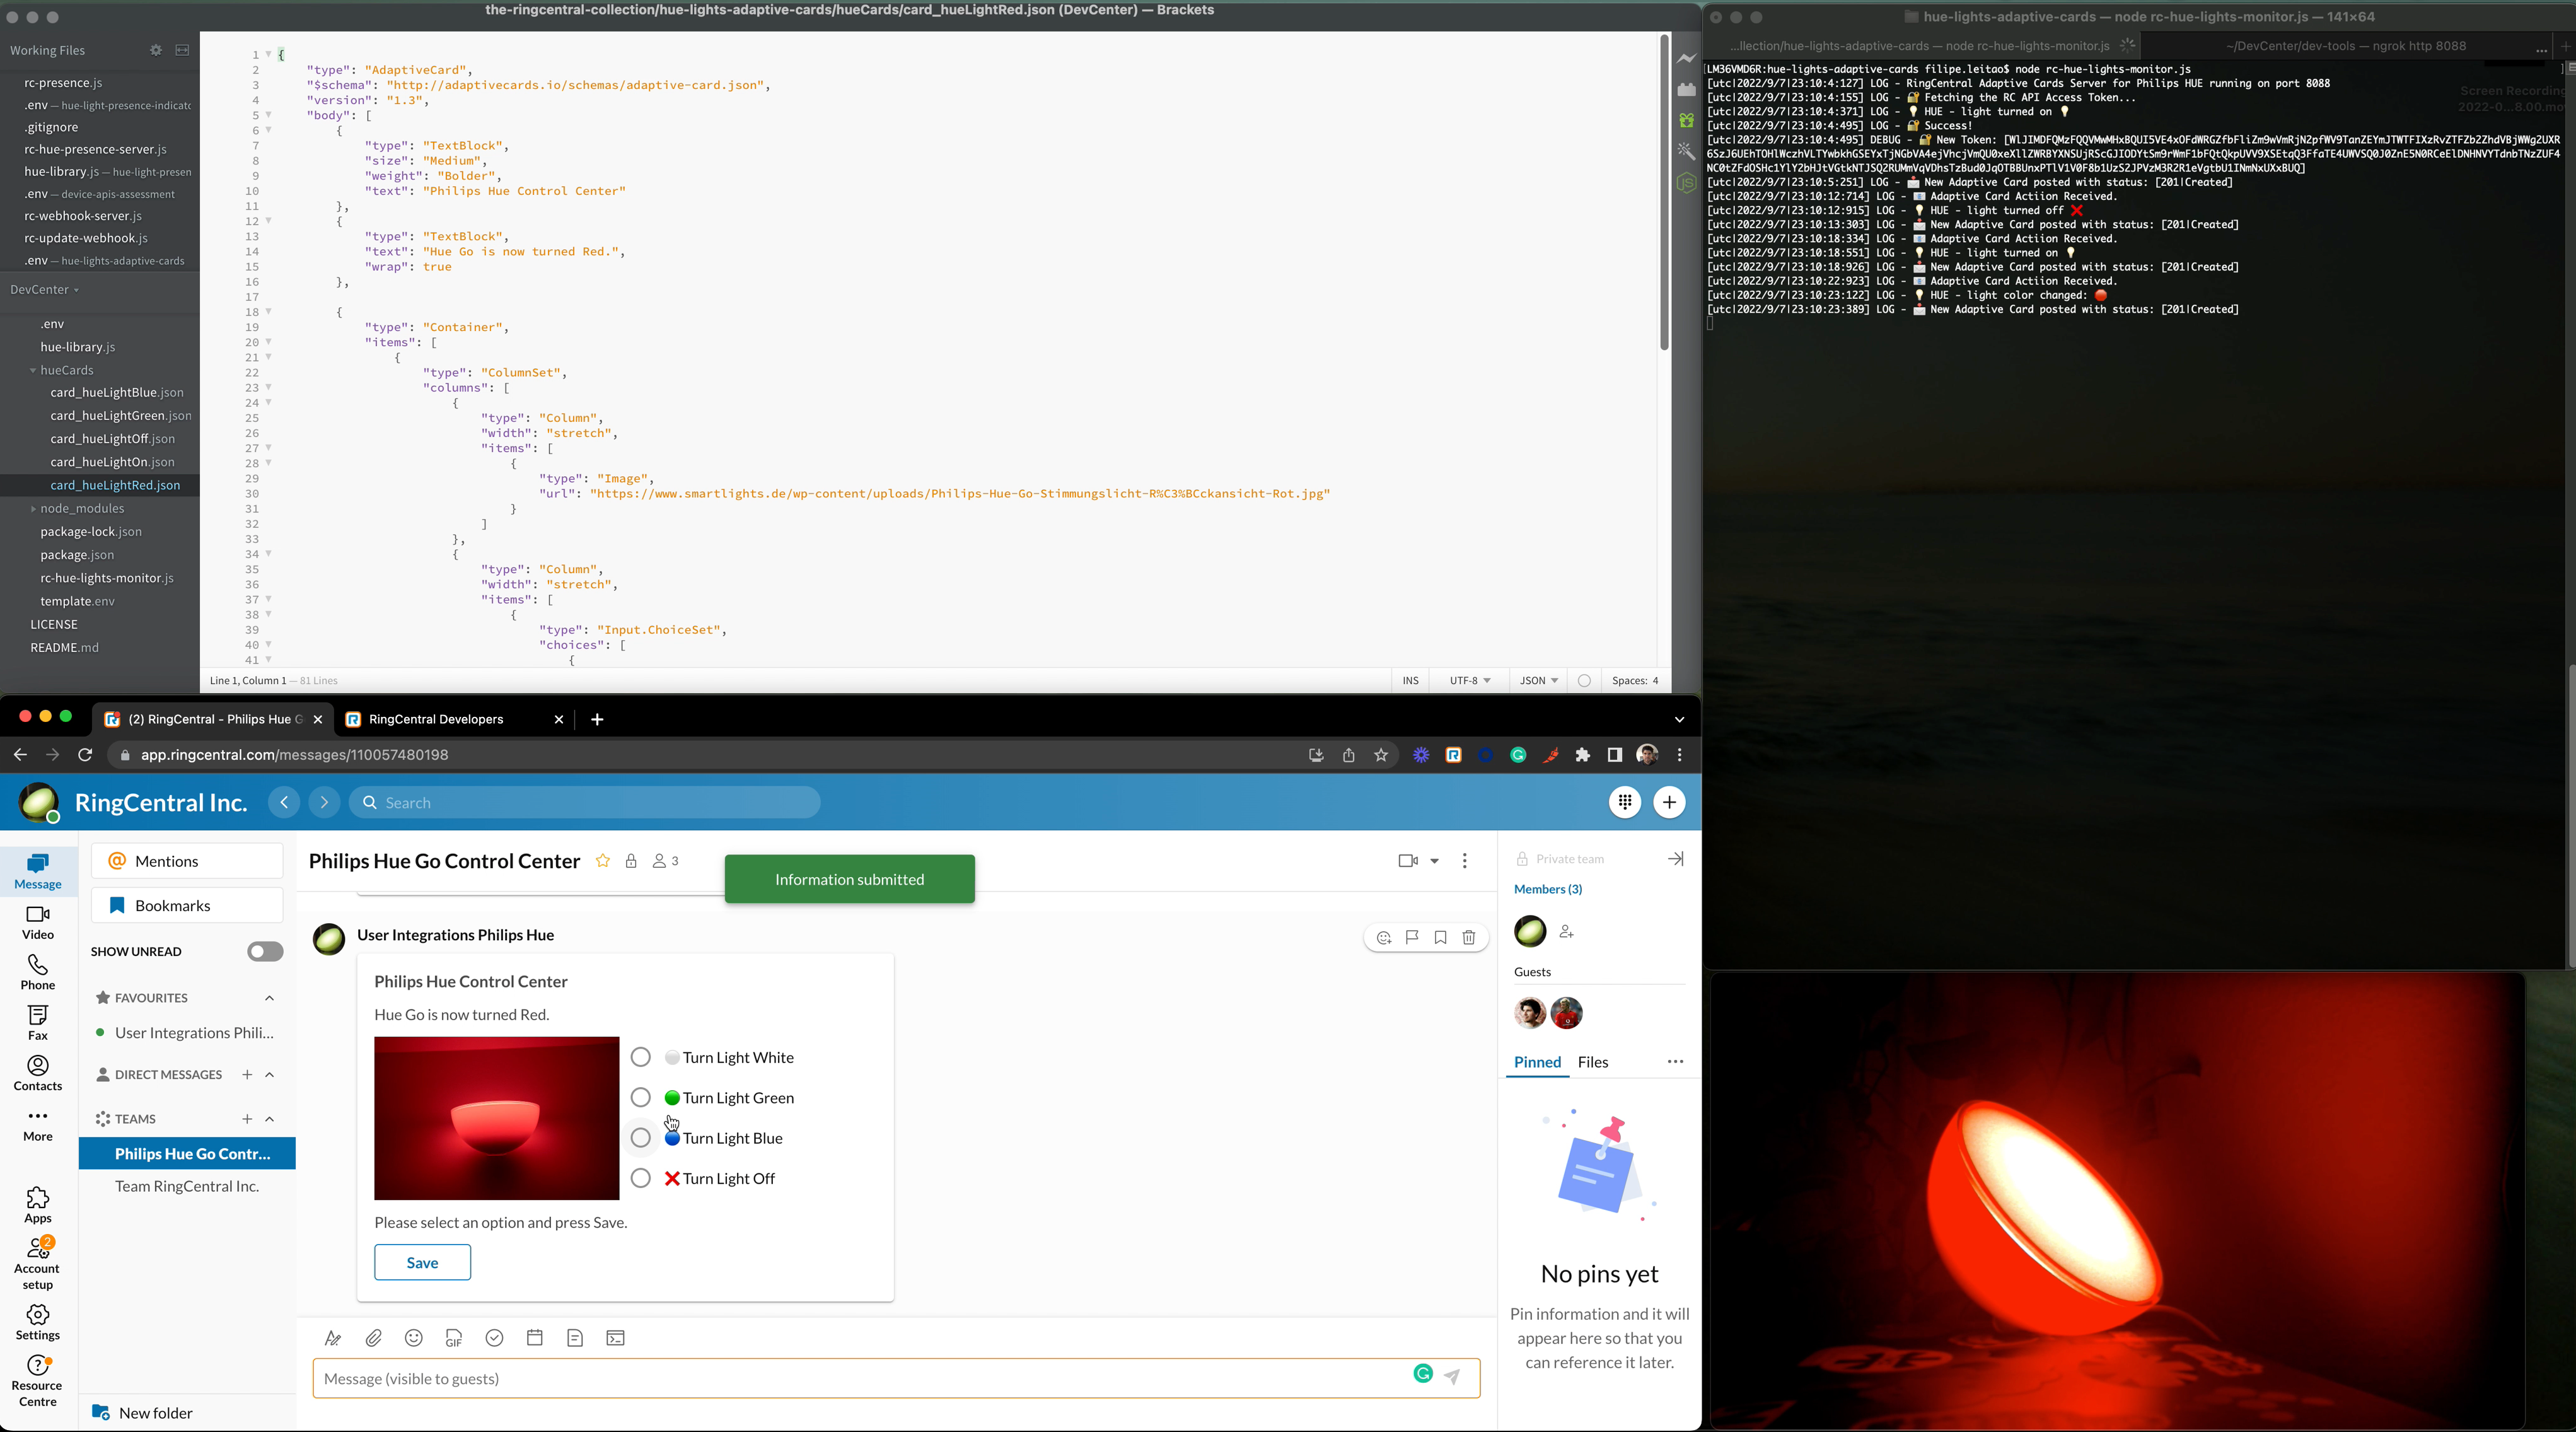 the-ringcentral-collection/hue-lights-adaptive-cards/hueCards/card_hueLightRed.json (DevCenter) — Brackets
Working Files
rc-presence.js
.env — hue-light-presence-indicato
.gitignore
rc-hue-presence-server.js
hue-library.js — hue-light-presen
.env — device-apis-assessment
rc-webhook-server.js
rc-update-webhook.js
.env — hue-lights-adaptive-cards
DevCenter
.env
hue-library.js
hueCards
card_hueLightBlue.json
card_hueLightGreen.json
card_hueLightOff.json
card_hueLightOn.json
card_hueLightRed.json
node_modules
package-lock.json
package.json
rc-hue-lights-monitor.js
template.env
LICENSE
README.md
1 {
2 "type": "AdaptiveCard",
3 "$schema": "http://adaptivecards.io/schemas/adaptive-card.json",
4 "version": "1.3",
5 "body": [
6 {
7 "type": "TextBlock",
8 "size": "Medium",
9 "weight": "Bolder",
10 "text": "Philips Hue Control Center"
11 },
12 {
13 "type": "TextBlock",
14 "text": "Hue Go is now turned Red.",
15 "wrap": true
16 },
17
18 {
19 "type": "Container",
20 "items": [
21 {
22 "type": "ColumnSet",
23 "columns": [
24 {
25 "type": "Column",
26 "width": "stretch",
27 "items": [
28 {
29 "type": "Image",
30 "url": "https://www.smartlights.de/wp-content/uploads/Philips-Hue-Go-Stimmungslicht-R%C3%BCckansicht-Rot.jpg"
31 }
32 ]
33 },
34 {
35 "type": "Column",
36 "width": "stretch",
37 "items": [
38 {
39 "type": "Input.ChoiceSet",
40 "choices": [
41 {
Line 1, Column 1 — 81 Lines
INS UTF-8 JSON Spaces: 4
hue-lights-adaptive-cards — node rc-hue-lights-monitor.js — 141×64
...llection/hue-lights-adaptive-cards — node rc-hue-lights-monitor.js
~/DevCenter/dev-tools — ngrok http 8088
Screen Recording
2022-0...8.00.mo
[LM36VMD6R:hue-lights-adaptive-cards filipe.leitao$ node rc-hue-lights-monitor.js
[utc|2022/9/7|23:10:4:127] LOG - RingCentral Adaptive Cards Server for Philips HUE running on port 8088
[utc|2022/9/7|23:10:4:155] LOG - 🔐 Fetching the RC API Access Token...
[utc|2022/9/7|23:10:4:371] LOG - 💡 HUE - light turned on 💡
[utc|2022/9/7|23:10:4:495] LOG - 🔐 Success!
[utc|2022/9/7|23:10:4:495] DEBUG - 🔐 New Token:
[utc|2022/9/7|23:10:5:251] LOG - 📩 New Adaptive Card posted with status: [201|Created]
[utc|2022/9/7|23:10:12:714] LOG - 📧 Adaptive Card Actiion Received.
[utc|2022/9/7|23:10:12:915] LOG - 💡 HUE - light turned off ❌
[utc|2022/9/7|23:10:13:303] LOG - 📩 New Adaptive Card posted with status: [201|Created]
[utc|2022/9/7|23:10:18:334] LOG - 📧 Adaptive Card Actiion Received.
[utc|2022/9/7|23:10:18:551] LOG - 💡 HUE - light turned on 💡
[utc|2022/9/7|23:10:18:926] LOG - 📩 New Adaptive Card posted with status: [201|Created]
[utc|2022/9/7|23:10:22:923] LOG - 📧 Adaptive Card Actiion Received.
[utc|2022/9/7|23:10:23:122] LOG - 💡 HUE - light color changed: 🔴
[utc|2022/9/7|23:10:23:389] LOG - 📩 New Adaptive Card posted with status: [201|Created]
(2) RingCentral - Philips Hue G
RingCentral Developers
app.ringcentral.com/messages/110057480198
RingCentral Inc.
Search
Message
Video
Phone
Fax
Contacts
More
Apps
2
Account
setup
Settings
Resource
Centre
Mentions
Bookmarks
SHOW UNREAD
FAVOURITES
User Integrations Phili...
DIRECT MESSAGES
TEAMS
Philips Hue Go Contr...
Team RingCentral Inc.
New folder
Philips Hue Go Control Center
3
Information submitted
User Integrations Philips Hue
Philips Hue Control Center
Hue Go is now turned Red.
Turn Light White
Turn Light Green
Turn Light Blue
Turn Light Off
Please select an option and press Save.
Save
GIF
Message (visible to guests)
Private team
Members (3)
Guests
Pinned Files
No pins yet
Pin information and it will
appear here so that you
can reference it later.